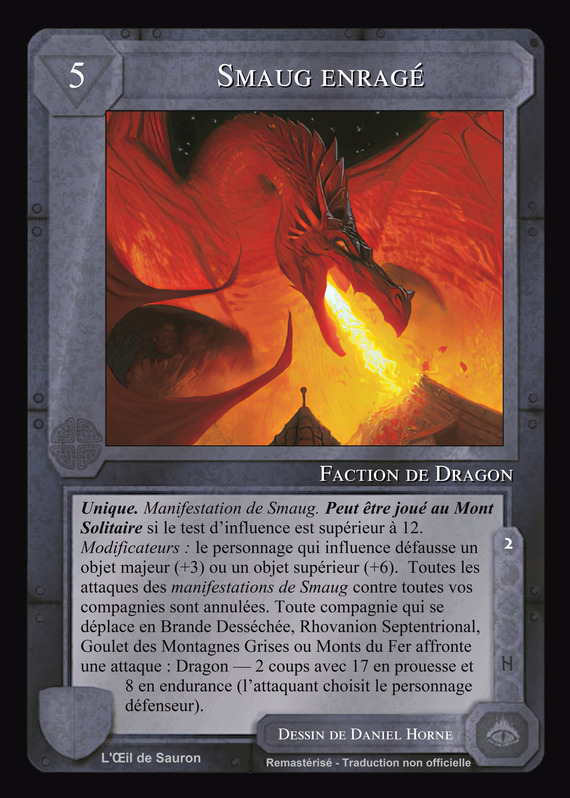 5
Smaug enragé
Faction de Dragon
Unique. Manifestation de Smaug. Peut être joué au Mont
Solitaire si le test d'influence est supérieur à 12.
Modificateurs : le personnage qui influence défausse un
objet majeur (+3) ou un objet supérieur (+6). Toutes les
attaques des manifestations de Smaug contre toutes vos
compagnies sont annulées. Toute compagnie qui se
déplace en Brande Desséchée, Rhovanion Septentrional,
Goulet des Montagnes Grises ou Monts du Fer affronte
une attaque : Dragon — 2 coups avec 17 en prouesse et
8 en endurance (l'attaquant choisit le personnage
défenseur).
2
H
Dessin de Daniel Horne
L'Œil de Sauron
Remastérisé - Traduction non officielle